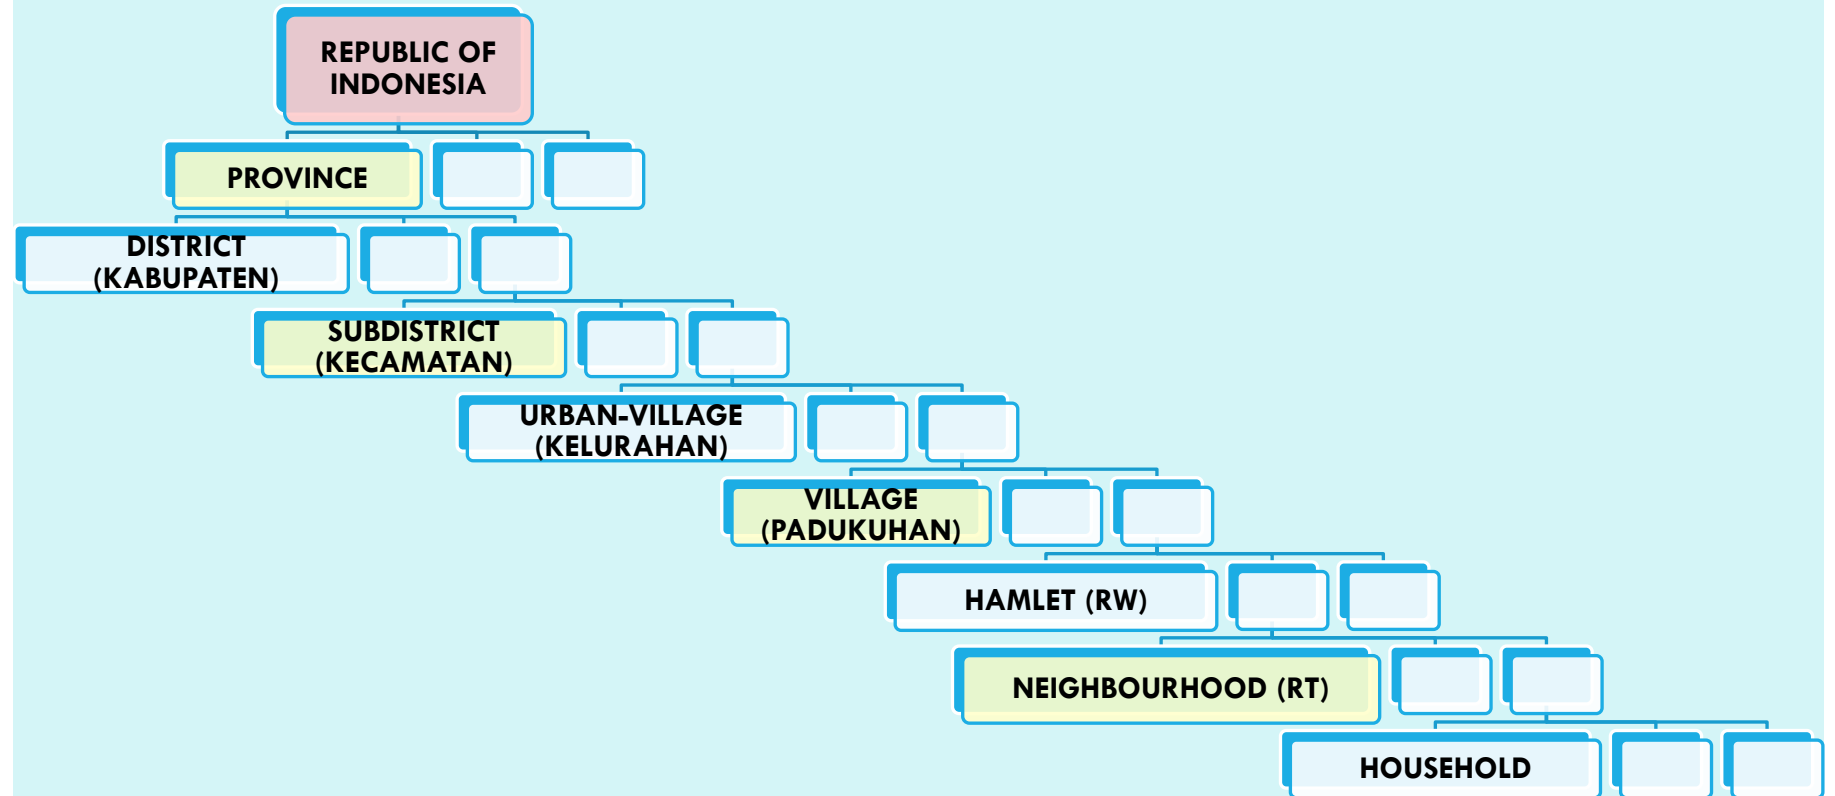 REPUBLIC OF
INDONESIA
PROVINCE
DISTRICT
(KABUPATEN)
SUBDISTRICT
(KECAMATAN)
URBAN-VILLAGE
(KELURAHAN)
VILLAGE
(PADUKUHAN)
HAMLET (RW)
NEIGHBOURHOOD (RT)
HOUSEHOLD